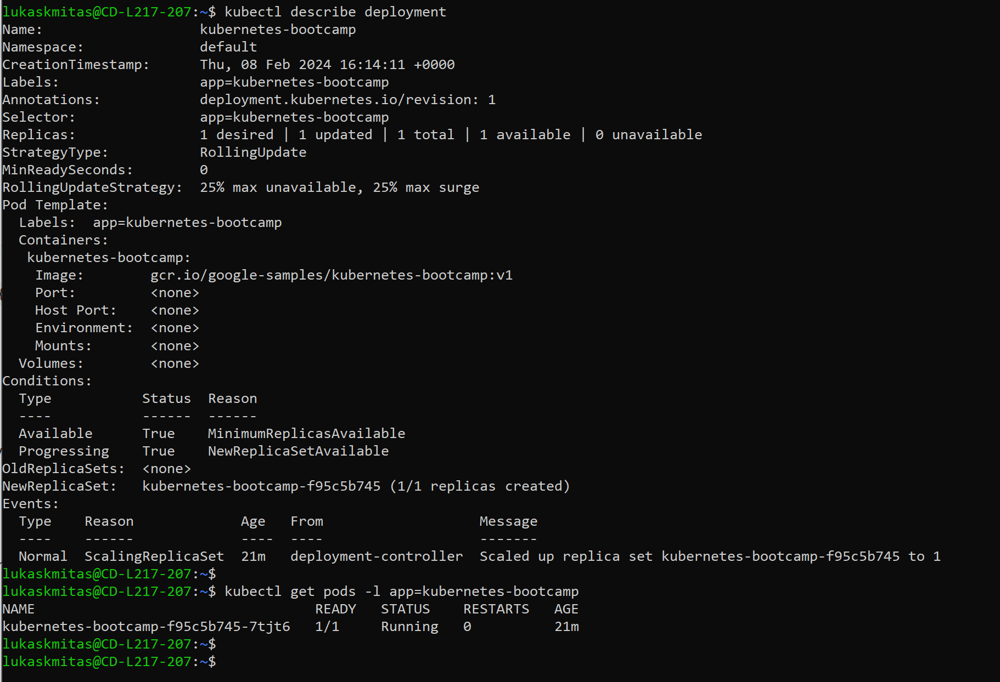 lukaskmitas@CD-L217-207:~$ kubectl describe deployment
Name:                   kubernetes-bootcamp
Namespace:              default
CreationTimestamp:      Thu, 08 Feb 2024 16:14:11 +0000
Labels:                 app=kubernetes-bootcamp
Annotations:            deployment.kubernetes.io/revision: 1
Selector:               app=kubernetes-bootcamp
Replicas:               1 desired | 1 updated | 1 total | 1 available | 0 unavailable
StrategyType:           RollingUpdate
MinReadySeconds:        0
RollingUpdateStrategy:  25% max unavailable, 25% max surge
Pod Template:
  Labels:  app=kubernetes-bootcamp
  Containers:
   kubernetes-bootcamp:
    Image:        gcr.io/google-samples/kubernetes-bootcamp:v1
    Port:         <none>
    Host Port:    <none>
    Environment:  <none>
    Mounts:       <none>
  Volumes:        <none>
Conditions:
  Type           Status  Reason
  ----           ------  ------
  Available      True    MinimumReplicasAvailable
  Progressing    True    NewReplicaSetAvailable
OldReplicaSets:  <none>
NewReplicaSet:   kubernetes-bootcamp-f95c5b745 (1/1 replicas created)
Events:
  Type    Reason             Age   From                   Message
  ----    ------             ----  ----                   -------
  Normal  ScalingReplicaSet  21m   deployment-controller  Scaled up replica set kubernetes-bootcamp-f95c5b745 to 1
lukaskmitas@CD-L217-207:~$
lukaskmitas@CD-L217-207:~$ kubectl get pods -l app=kubernetes-bootcamp
NAME                                  READY   STATUS    RESTARTS   AGE
kubernetes-bootcamp-f95c5b745-7tjt6   1/1     Running   0          21m
lukaskmitas@CD-L217-207:~$
lukaskmitas@CD-L217-207:~$